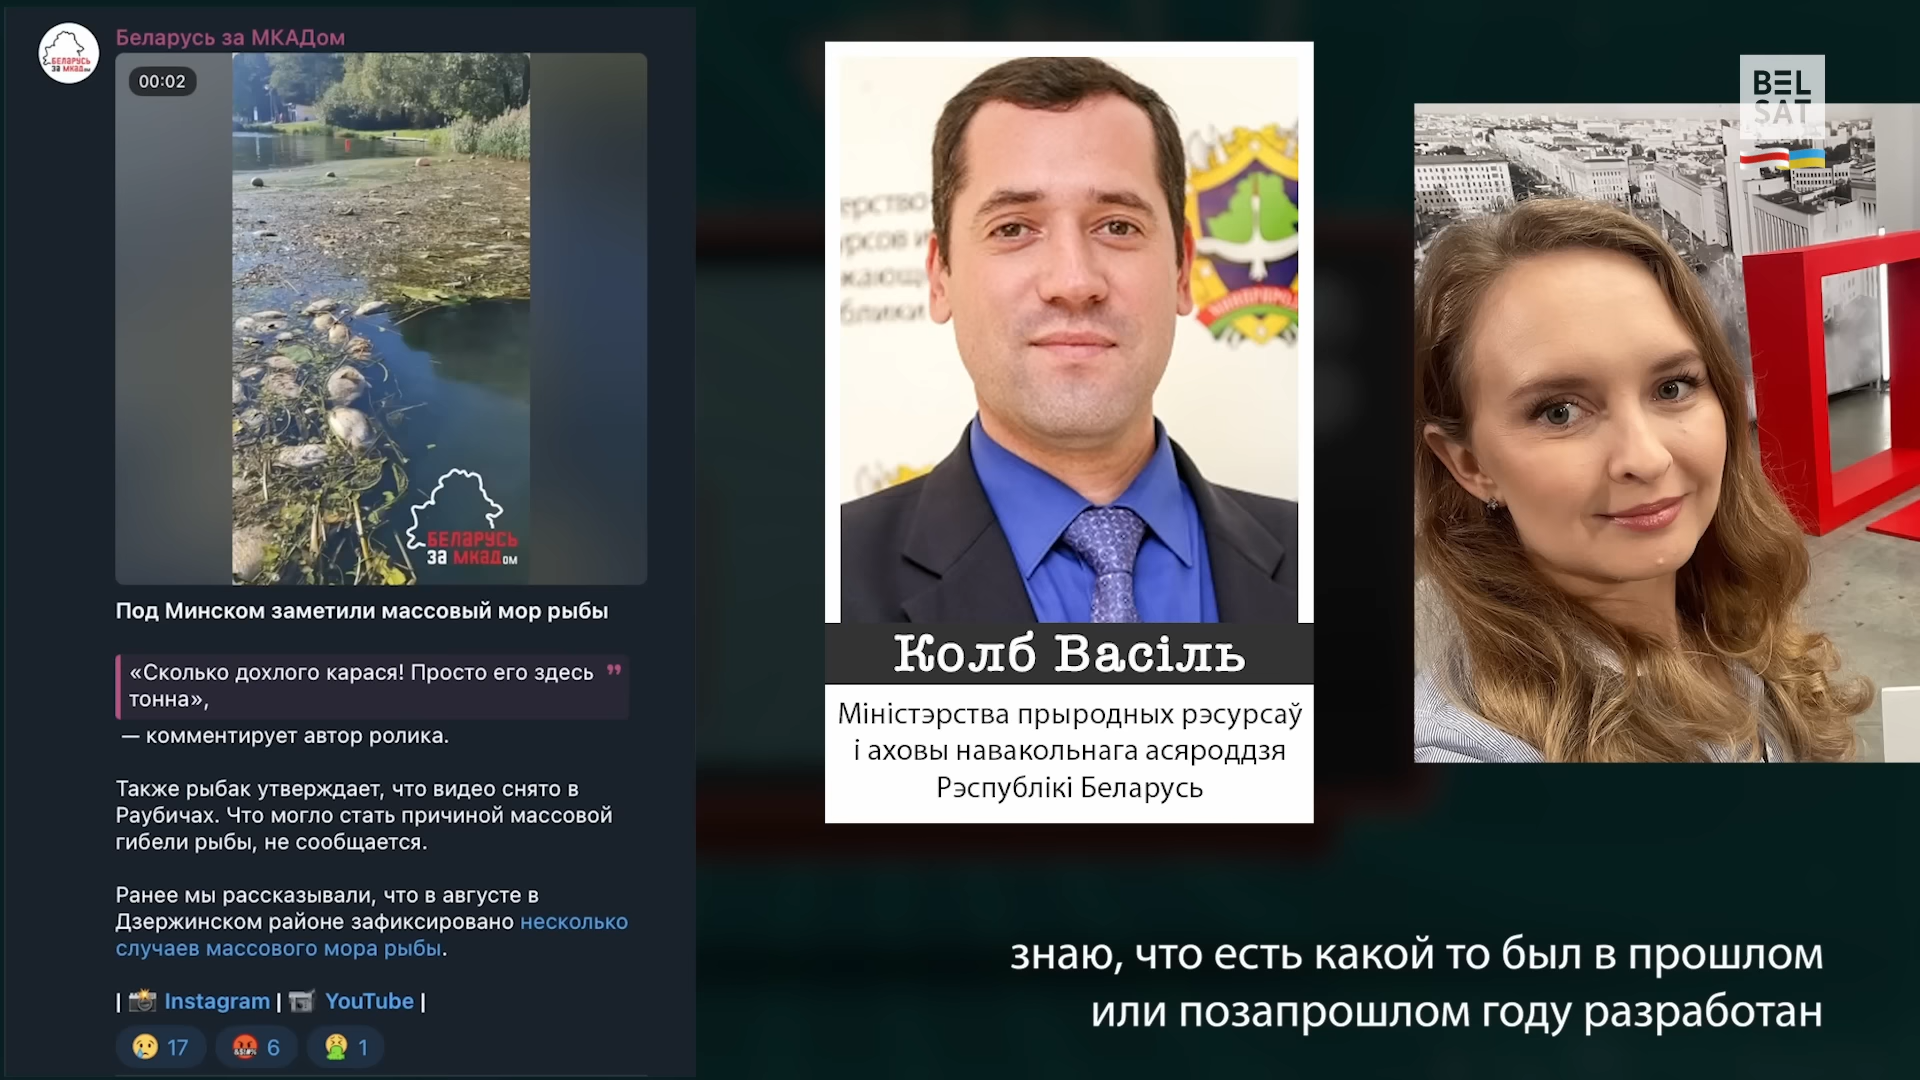 Беларусь за МКАДом
БЕЛАРУСЬ
ЗА МКАДОМ
00:02
БЕЛАРУСЬ
ЗА МКАДОМ
Под Минском заметили массовый мор рыбы
«Сколько дохлого карася! Просто его здесь
тонна»,
— комментирует автор ролика.
Также рыбак утверждает, что видео снято в
Раубичах. Что могло стать причиной массовой
гибели рыбы, не сообщается.
Ранее мы рассказывали, что в августе в
Дзержинском районе зафиксировано несколько
случаев массового мора рыбы.
| 📸 Instagram | 📹 YouTube |
😢 17 🤬 6 🤮 1
Колб Васіль
Міністэрства прыродных рэсурсаў
і аховы навакольнага асяроддзя
Рэспублікі Беларусь
BEL
SAT
знаю, что есть какой то был в прошлом
или позапрошлом году разработан